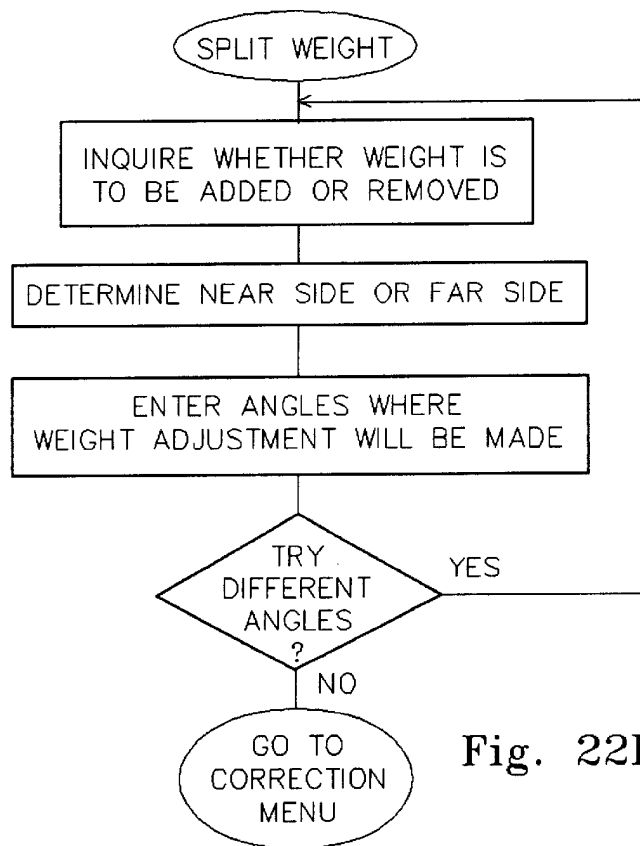 SPLIT WEIGHT
INQUIRE WHETHER WEIGHT IS
TO BE ADDED OR REMOVED
DETERMINE NEAR SIDE OR FAR SIDE
ENTER ANGLES WHERE
WEIGHT ADJUSTMENT WILL BE MADE
TRY
DIFFERENT
ANGLES
?
YES
NO
GO TO
CORRECTION
MENU
Fig.